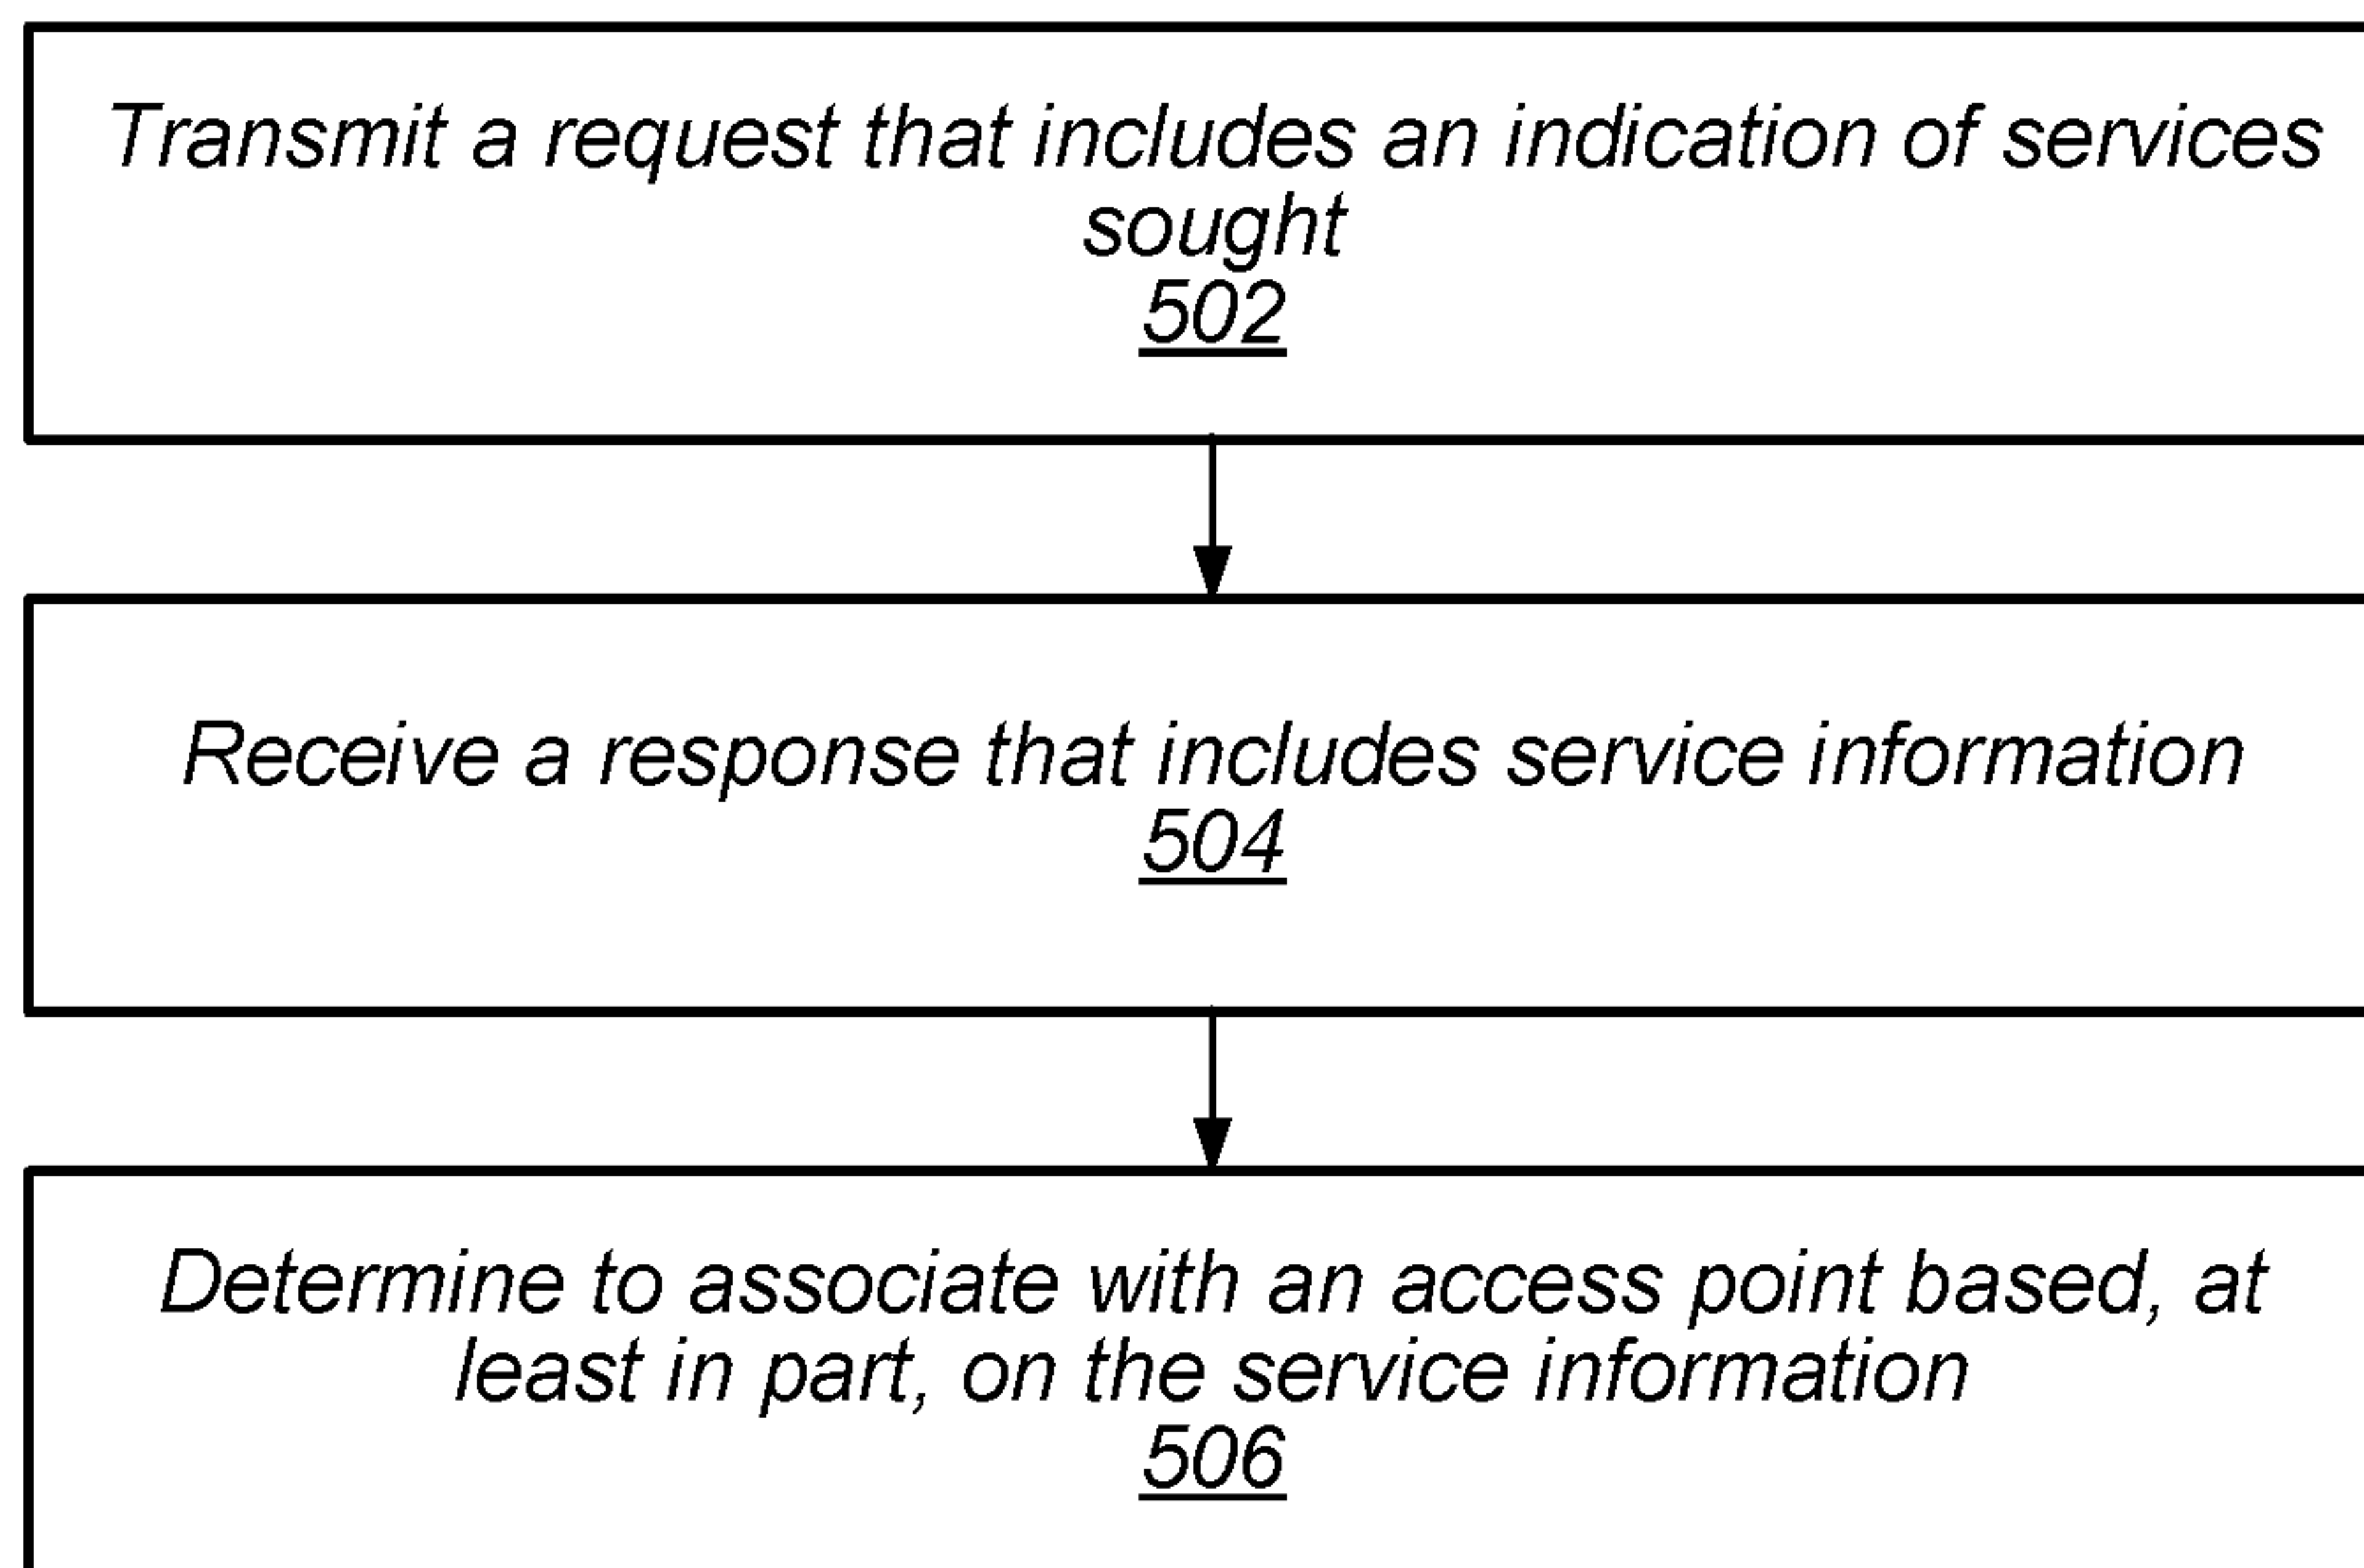 Transmit a request that includes an indication of services
sought
502
Receive a response that includes service information
504
Determine to associate with an access point based, at
least in part, on the service information
506